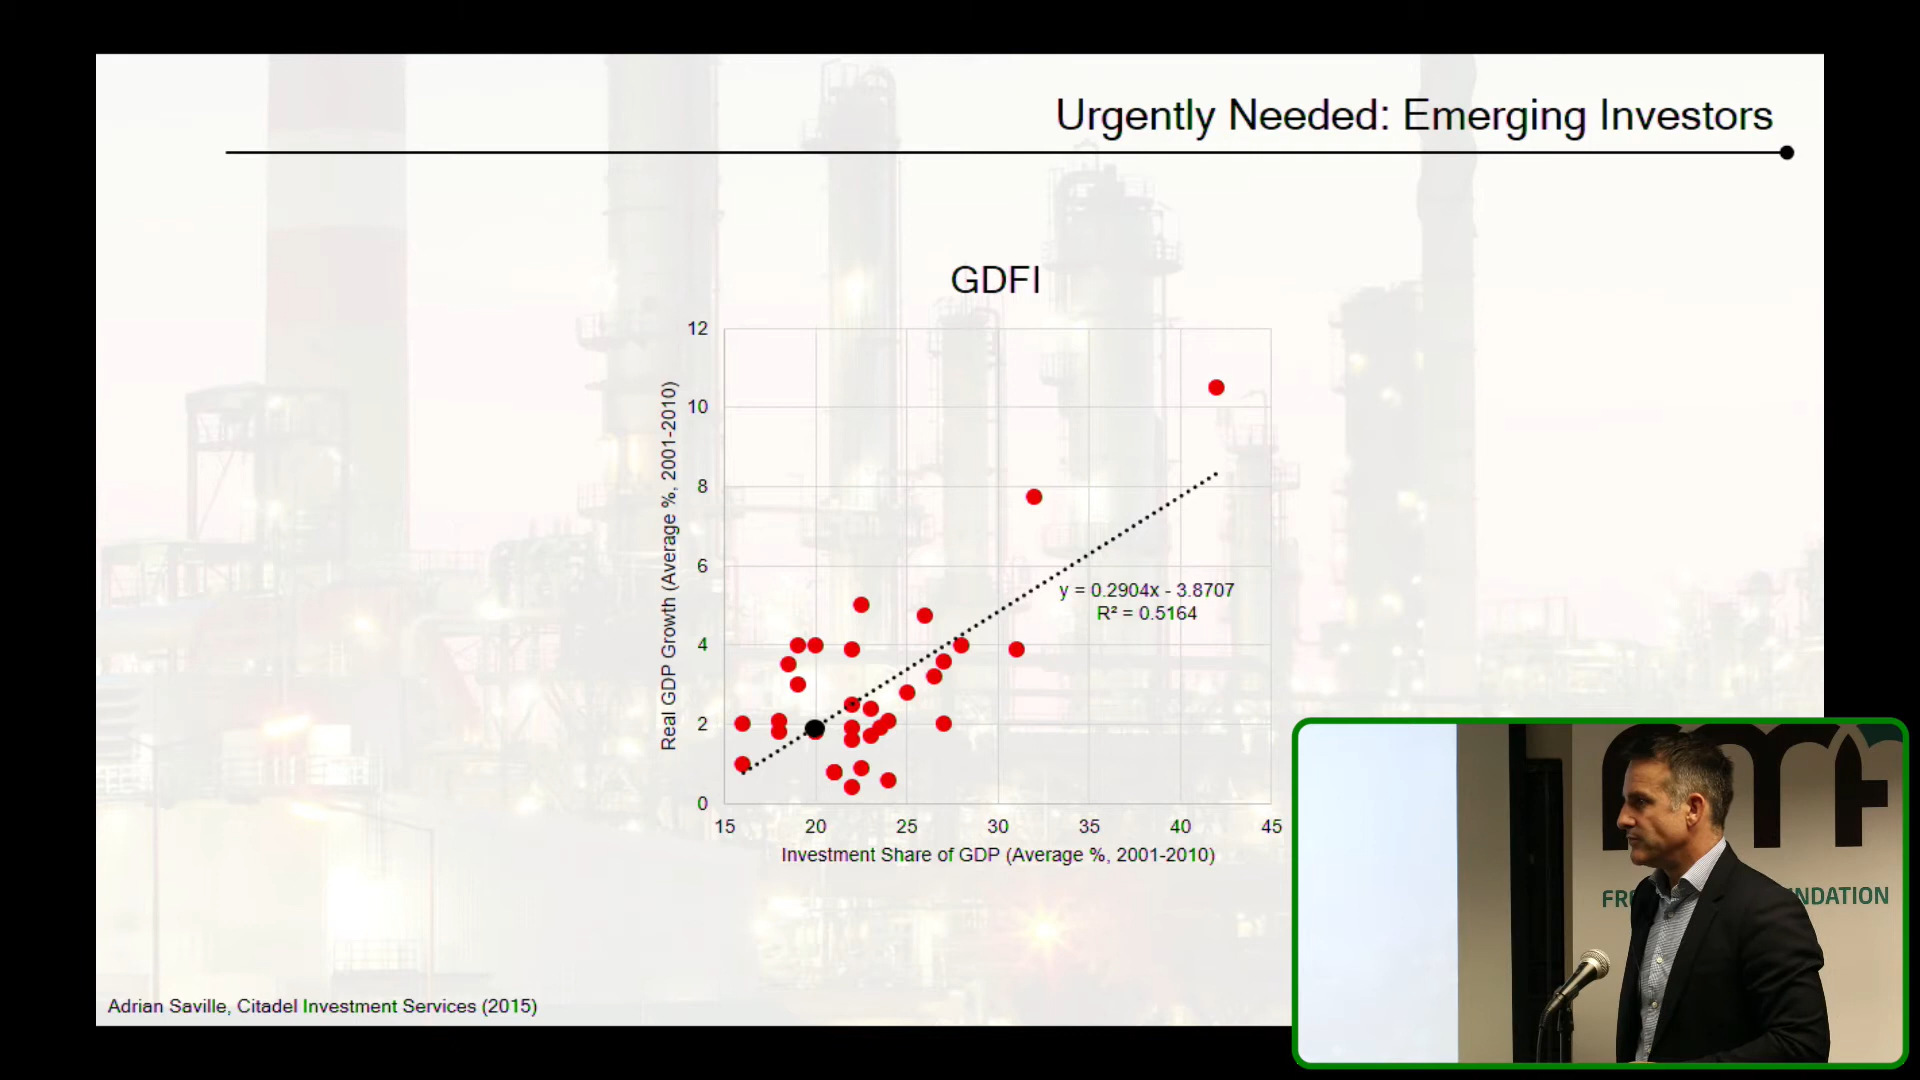 Urgently Needed: Emerging Investors
GDFI
12
10
8
6
4
2
0
Real GDP Growth (Average %, 2001-2010)
y = 0.2904x - 3.8707
R² = 0.5164
15 20 25 30 35 40 45
Investment Share of GDP (Average %, 2001-2010)
Adrian Saville, Citadel Investment Services (2015)